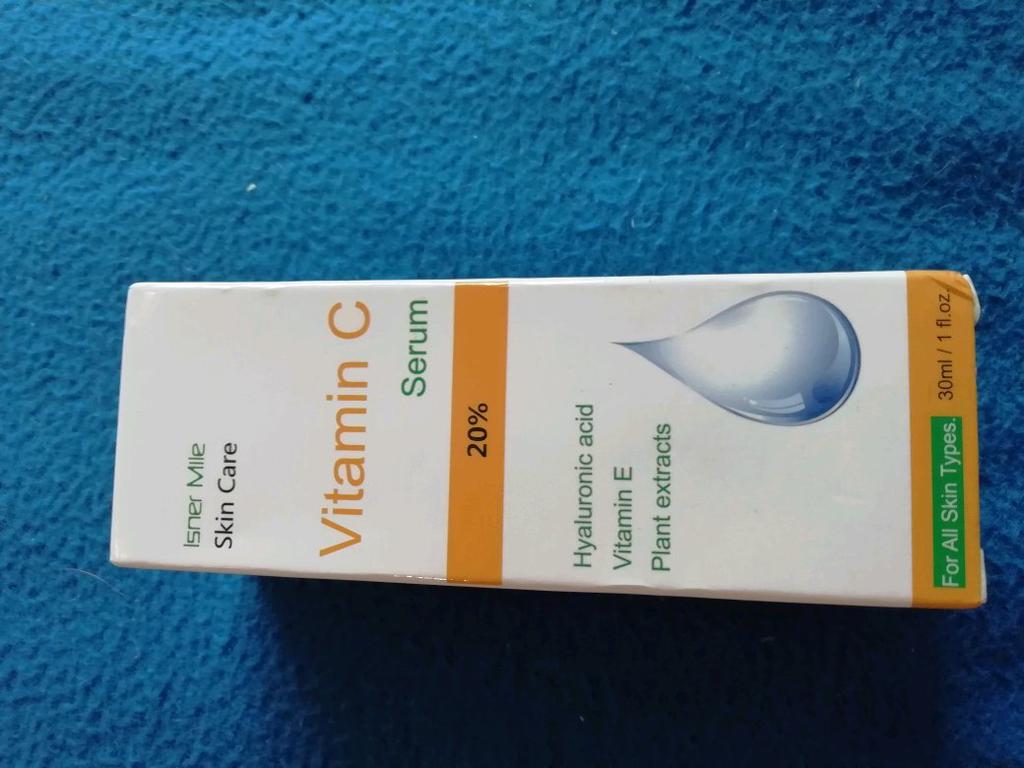 Isner Mile
Skin Care
Vitamin C
Serum
20%
Hyaluronic acid
Vitamin E
Plant extracts
For All Skin Types.
30ml / 1 fl.oz.